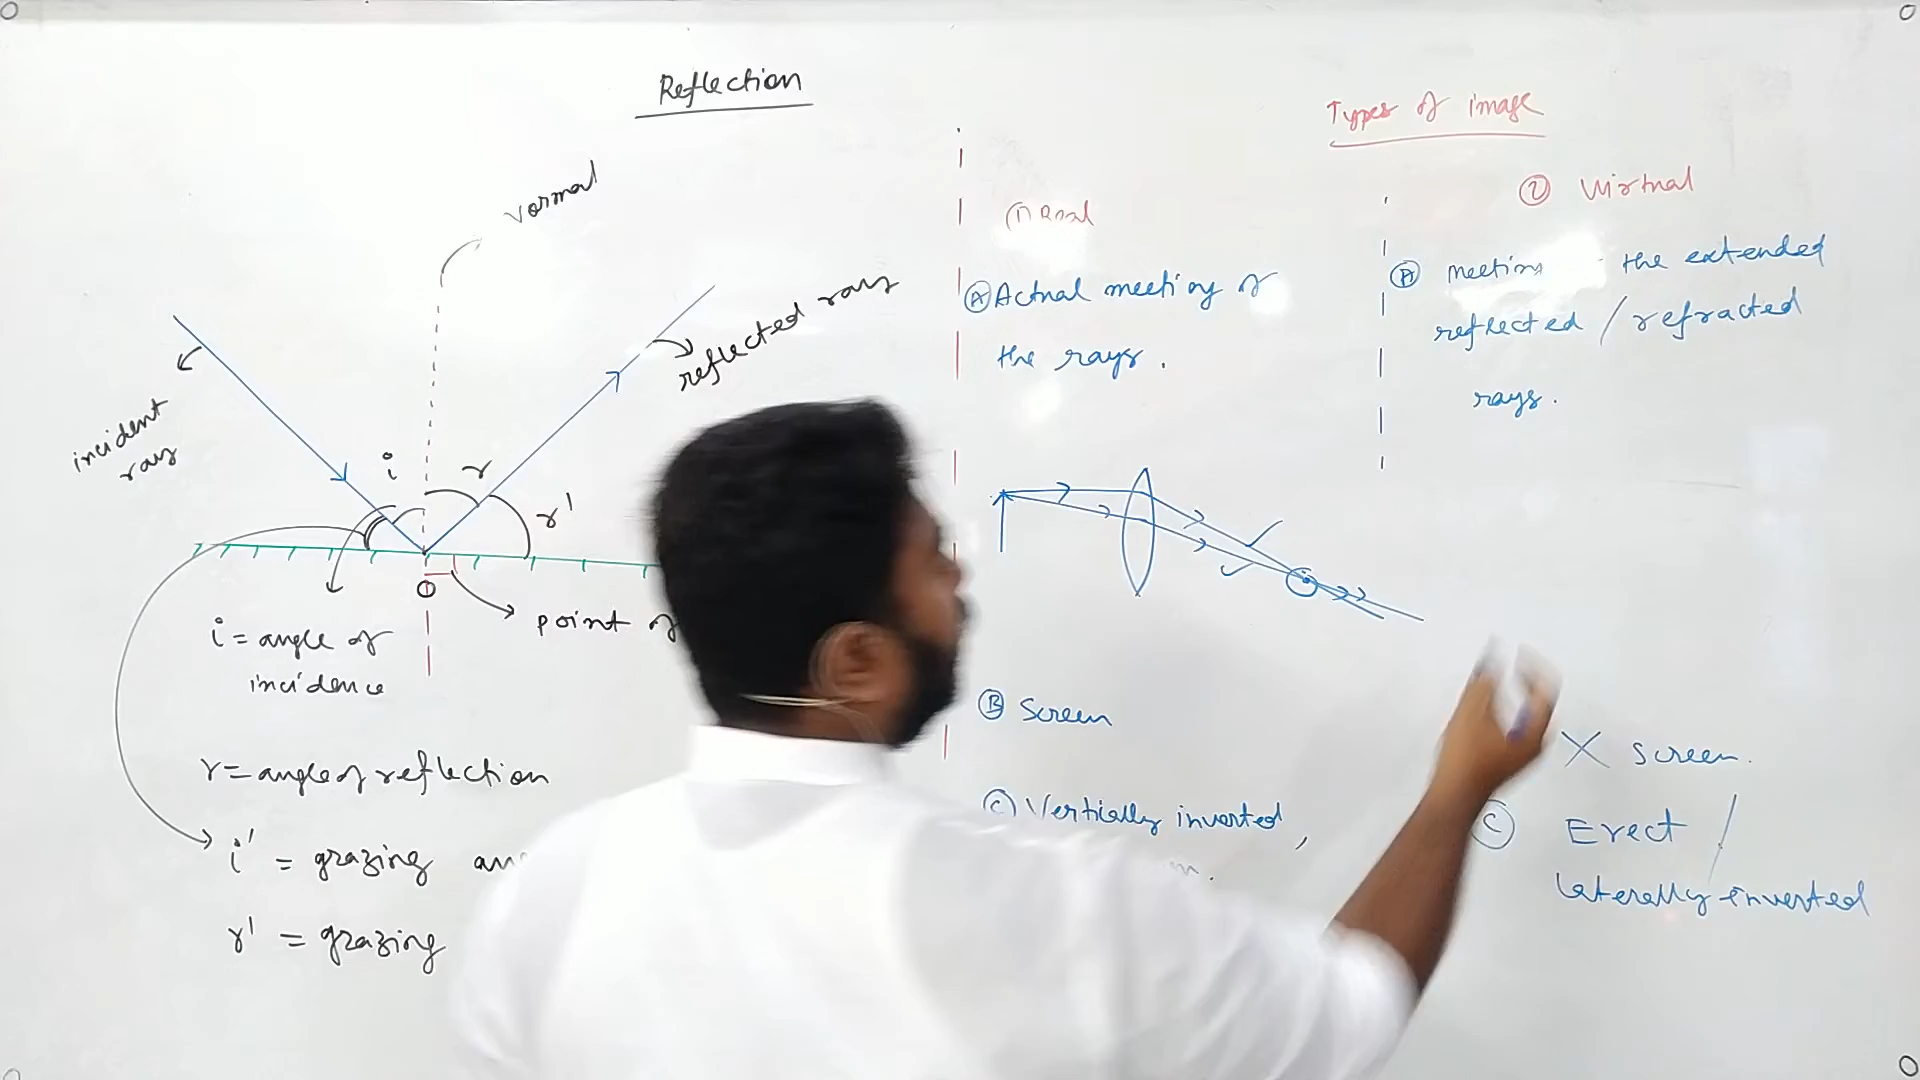 Reflection
normal
reflected ray
incident
ray
i
r
r'
O
point of
i = angle of
incidence
r = angle of reflection
i' = grazing
r' = grazing
Types of image
① Real
Ⓐ Actual meeting of
the rays.
Ⓑ Screen
Ⓒ Vertically inverted,
② Virtual
Ⓐ meeting the extended
reflected / refracted
rays.
X screen.
Ⓒ Erect /
laterally inverted